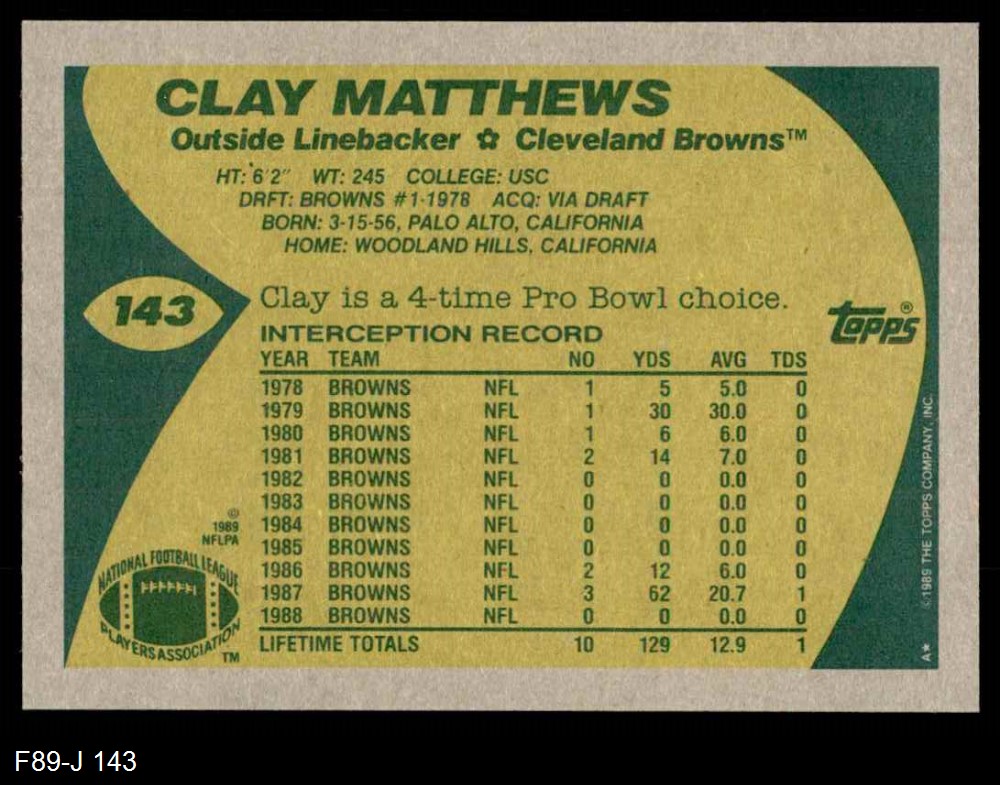 CLAY MATTHEWS
Outside Linebacker ✿ Cleveland Browns™
HT: 6'2" WT: 245 COLLEGE: USC
DRFT: BROWNS #1-1978 ACQ: VIA DRAFT
BORN: 3-15-56, PALO ALTO, CALIFORNIA
HOME: WOODLAND HILLS, CALIFORNIA
143
Clay is a 4-time Pro Bowl choice.
topps®
INTERCEPTION RECORD
YEAR TEAM NO YDS AVG TDS
1978 BROWNS NFL 1 5 5.0 0
1979 BROWNS NFL 1 30 30.0 0
1980 BROWNS NFL 1 6 6.0 0
1981 BROWNS NFL 2 14 7.0 0
1982 BROWNS NFL 0 0 0.0 0
1983 BROWNS NFL 0 0 0.0 0
1984 BROWNS NFL 0 0 0.0 0
1985 BROWNS NFL 0 0 0.0 0
1986 BROWNS NFL 2 12 6.0 0
1987 BROWNS NFL 3 62 20.7 1
1988 BROWNS NFL 0 0 0.0 0
LIFETIME TOTALS 10 129 12.9 1
©
1989
NFLPA
NATIONAL FOOTBALL LEAGUE
PLAYERS ASSOCIATION
TM
©1989 THE TOPPS COMPANY, INC.
A*
F89-J 143